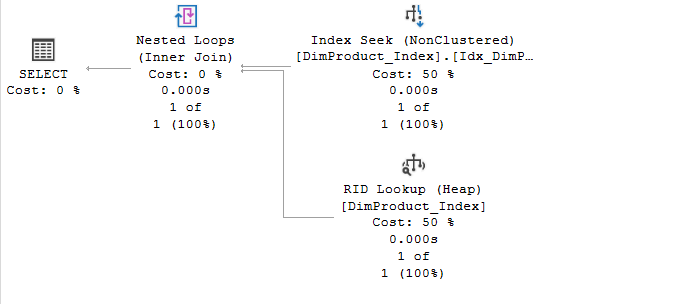 SELECT
Cost: 0 %
Nested Loops
(Inner Join)
Cost: 0 %
0.000s
1 of
1 (100%)
Index Seek (NonClustered)
[DimProduct_Index].[Idx_DimP…
Cost: 50 %
0.000s
1 of
1 (100%)
RID Lookup (Heap)
[DimProduct_Index]
Cost: 50 %
0.000s
1 of
1 (100%)